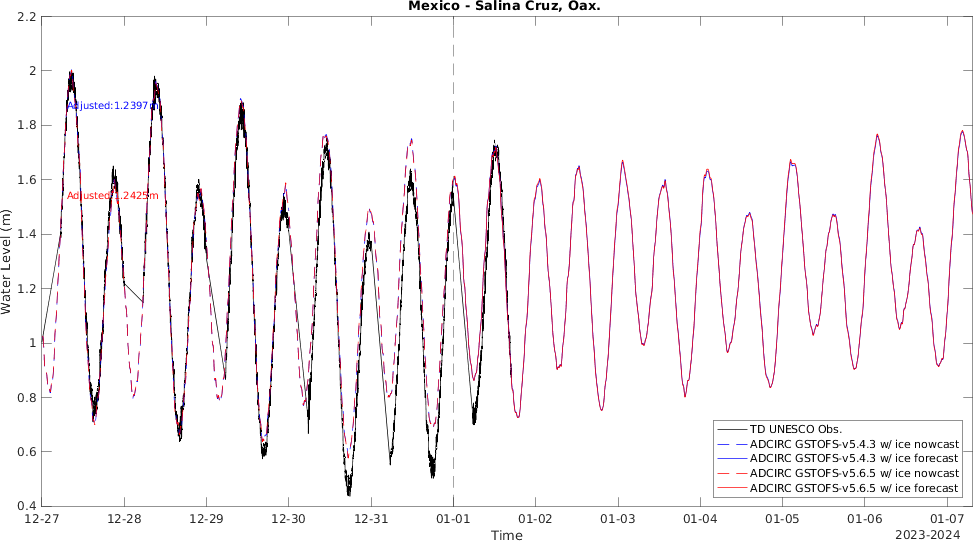 Mexico - Salina Cruz, Oax.
2.2
2
1.8
1.6
1.4
1.2
1
0.8
0.6
0.4
Water Level (m)
Adjusted:1.2397m
Adjusted:1.2425m
TD UNESCO Obs.
ADCIRC GSTOFS-v5.4.3 w/ ice nowcast
ADCIRC GSTOFS-v5.4.3 w/ ice forecast
ADCIRC GSTOFS-v5.6.5 w/ ice nowcast
ADCIRC GSTOFS-v5.6.5 w/ ice forecast
12-27 12-28 12-29 12-30 12-31 01-01 01-02 01-03 01-04 01-05 01-06 01-07
Time
2023-2024